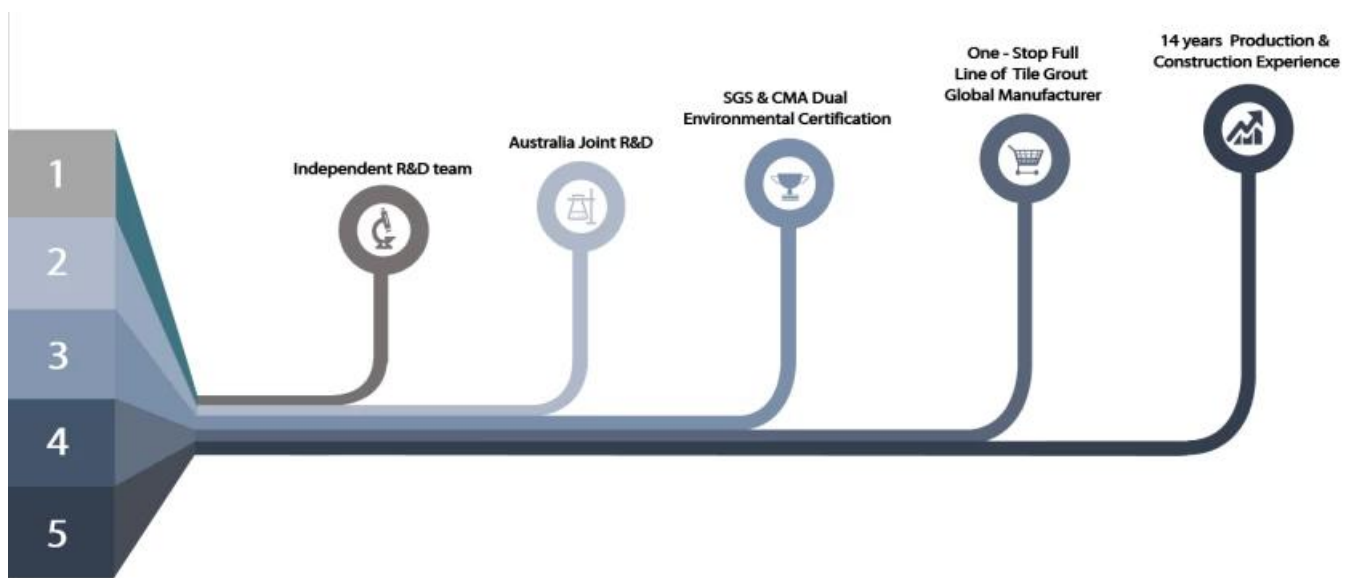 1
2
3
4
5
Independent R&D team
Australia Joint R&D
SGS & CMA Dual
Environmental Certification
One - Stop Full
Line of Tile Grout
Global Manufacturer
14 years Production &
Construction Experience